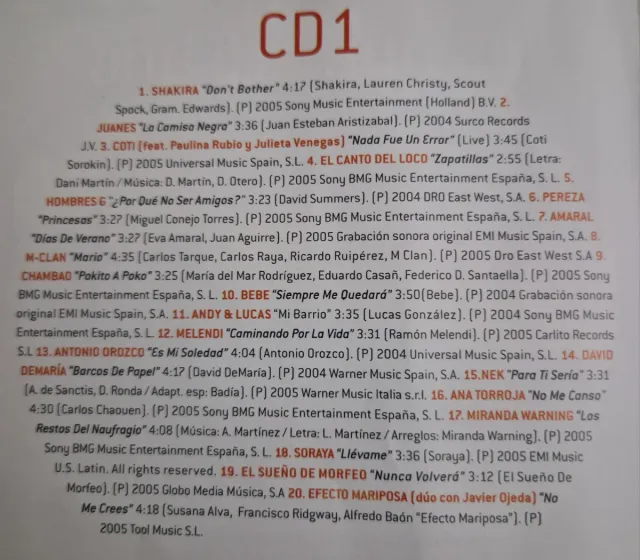 CD1
1. SHAKIRA "Don't Bother" 4:17 (Shakira, Lauren Christy, Scout
Spock, Gram. Edwards). (P) 2005 Sony Music Entertainment (Holland) B.V. 2.
JUANES "La Camisa Negra" 3:36 (Juan Esteban Aristizabal). (P) 2004 Surco Records
J.V. 3. COTI (feat. Paulina Rubio y Julieta Venegas) "Nada Fue Un Error" (Live) 3:45 (Coti
Sorokin). (P) 2005 Universal Music Spain, S.L. 4. EL CANTO DEL LOCO "Zapatillas" 2:55 (Letra:
Dani Martín / Música: D. Martín, D. Otero). (P) 2005 Sony BMG Music Entertainment España, S. L. 5.
HOMBRES G "¿Por Qué No Ser Amigos?" 3:23 (David Summers). (P) 2004 DRO East West, S.A. 6. PEREZA
"Princesas" 3:27 (Miguel Conejo Torres). (P) 2005 Sony BMG Music Entertainment España, S. L. 7. AMARAL
"Días De Verano" 3:27 (Eva Amaral, Juan Aguirre). (P) 2005 Grabación sonora original EMI Music Spain, S.A. 8.
M-CLAN "Mario" 4:35 (Carlos Tarque, Carlos Raya, Ricardo Ruipérez, M Clan). (P) 2005 Dro East West S.A 9.
CHAMBAO "Pokito A Poko" 3:25 (María del Mar Rodríguez, Eduardo Casañ, Federico D. Santaella). (P) 2005 Sony
BMG Music Entertainment España, S. L. 10. BEBE "Siempre Me Quedará" 3:50(Bebe). (P) 2004 Grabación sonora
original EMI Music Spain, S.A. 11. ANDY & LUCAS "Mi Barrio" 3:35 (Lucas González). (P) 2004 Sony BMG Music
Entertainment España, S. L. 12. MELENDI "Caminando Por La Vida" 3:31 (Ramón Melendi). (P) 2005 Carlito Records
S.L 13. ANTONIO OROZCO "Es Mi Soledad" 4:04 (Antonio Orozco). (P) 2004 Universal Music Spain, S.L. 14. DAVID
DEMARÍA "Barcos De Papel" 4:17 (David DeMaría). (P) 2004 Warner Music Spain, S.A. 15.NEK "Para Ti Sería" 3:31
(A. de Sanctis, D. Ronda / Adapt. esp: Badía). (P) 2005 Warner Music Italia s.r.l. 16. ANA TORROJA "No Me Canso"
4:30 (Carlos Chaouen). (P) 2005 Sony BMG Music Entertainment España, S. L. 17. MIRANDA WARNING "Los
Restos Del Naufragio" 4:08 (Música: A. Martínez / Letra: L. Martínez / Arreglos: Miranda Warning). (P) 2005
Sony BMG Music Entertainment España, S. L. 18. SORAYA "Llévame" 3:36 (Soraya). (P) 2005 EMI Music
U.S. Latin. All rights reserved. 19. EL SUEÑO DE MORFEO "Nunca Volverá" 3:12 (El Sueño De
Morfeo). (P) 2005 Globo Media Música, S.A 20. EFECTO MARIPOSA (dúo con Javier Ojeda) "No
Me Crees" 4:18 (Susana Alva, Francisco Ridgway, Alfredo Baón "Efecto Mariposa"). (P)
2005 Tool Music S.L.